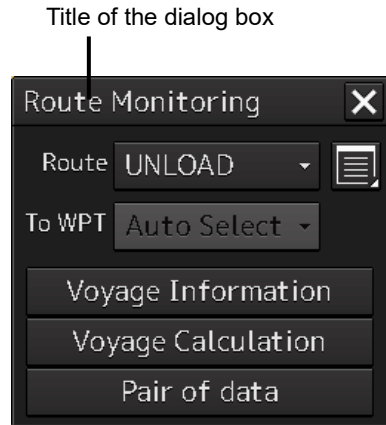 Title of the dialog box
Route Monitoring
Route UNLOAD
To WPT Auto Select
Voyage Information
Voyage Calculation
Pair of data